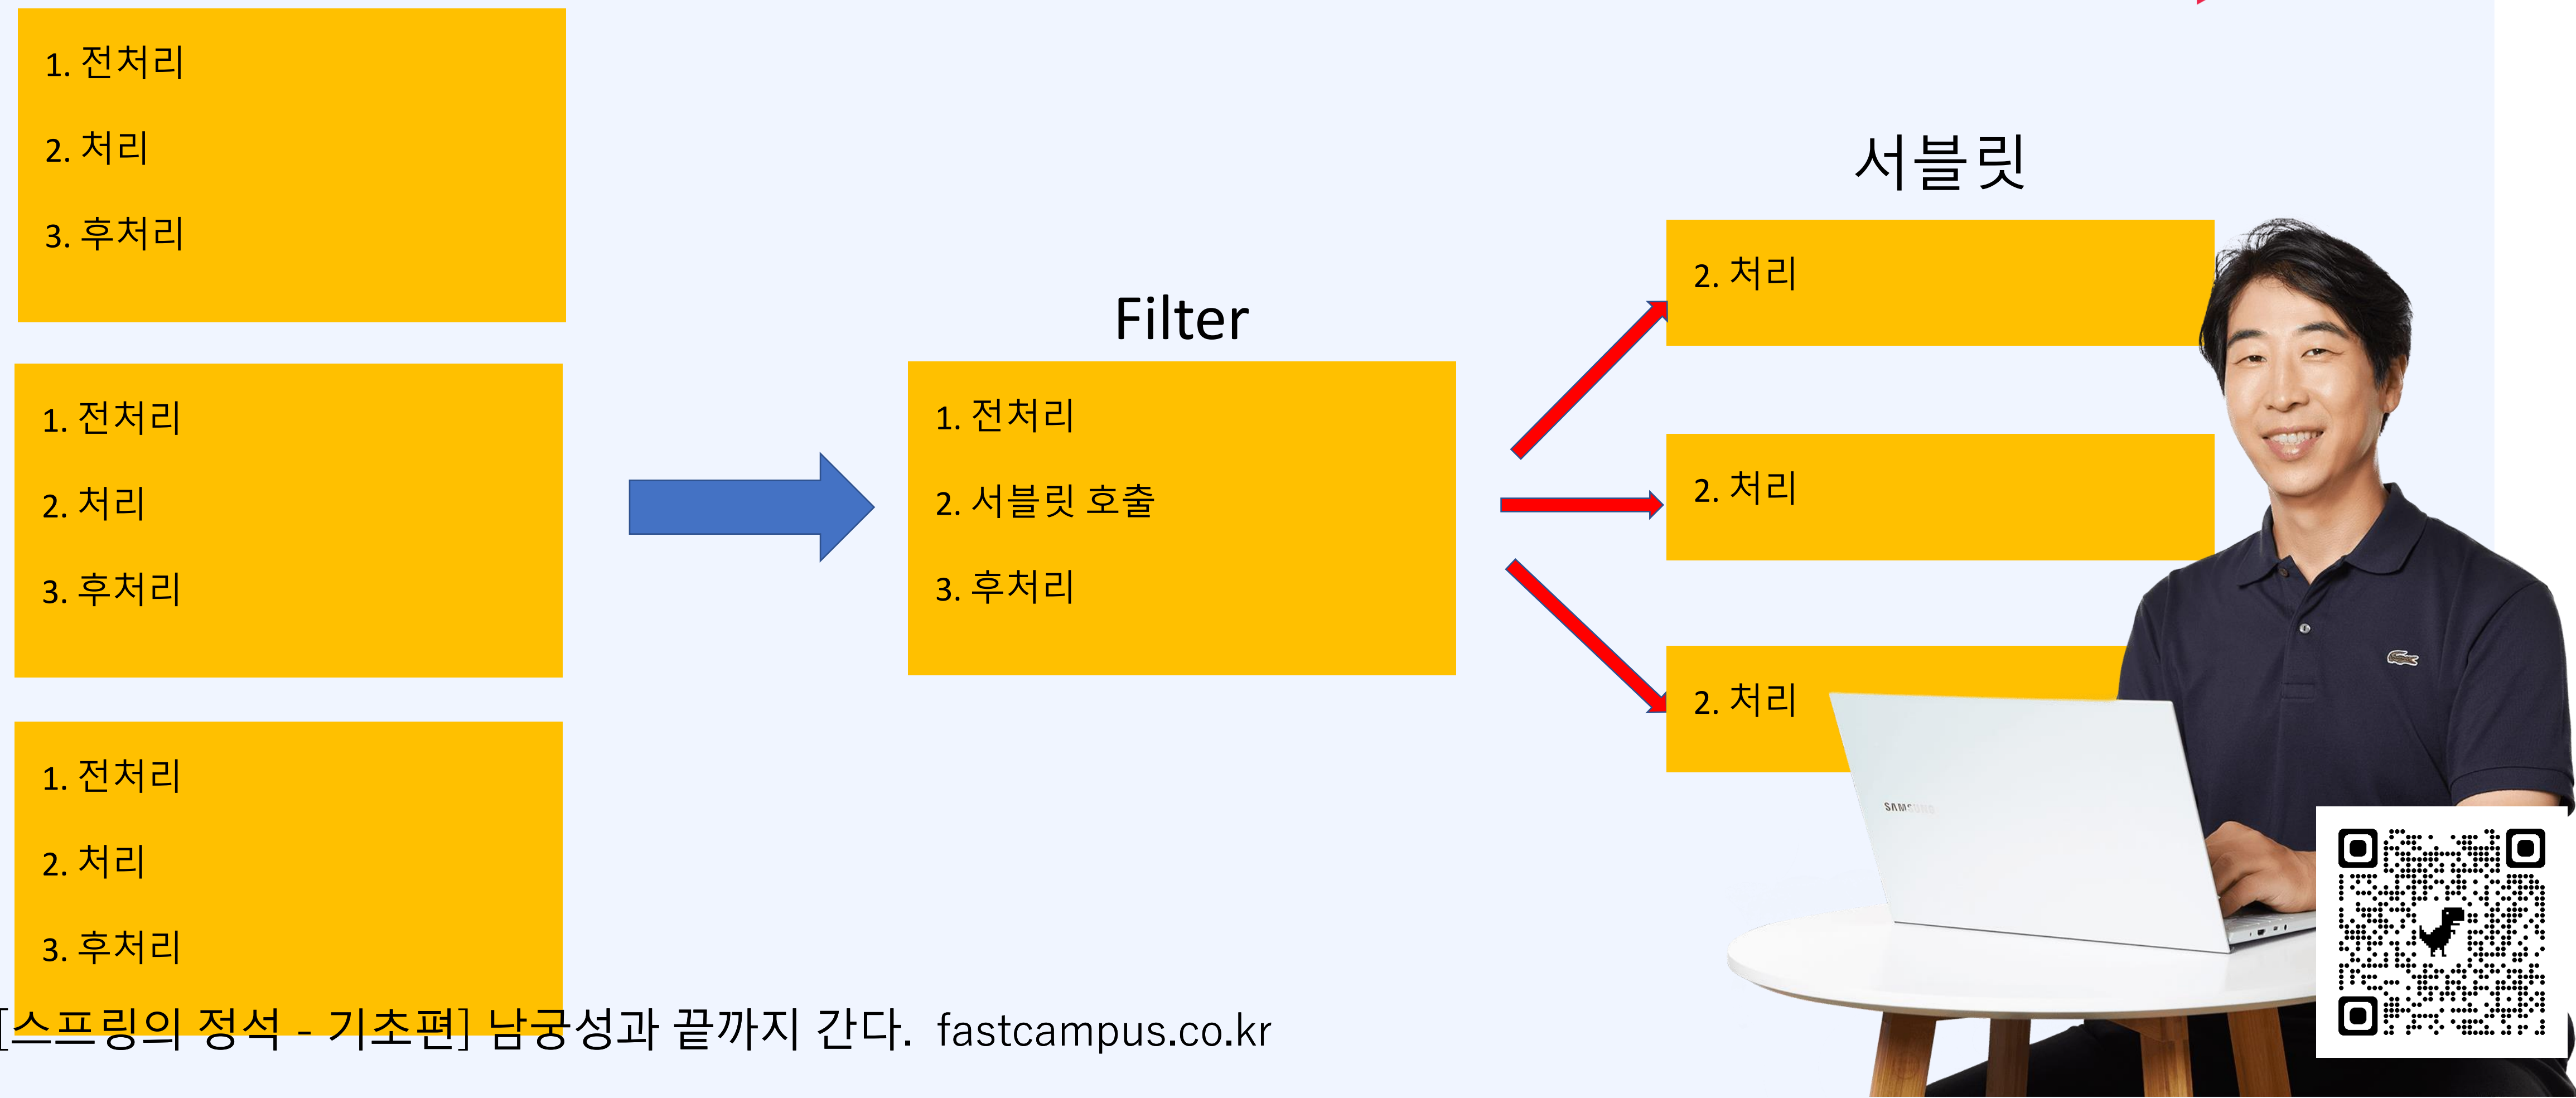 1. 전처리
2. 처리
3. 후처리
1. 전처리
2. 처리
3. 후처리
1. 전처리
2. 처리
3. 후처리
Filter
1. 전처리
2. 서블릿 호출
3. 후처리
서블릿
2. 처리
2. 처리
2. 처리
SAMSUNG
[스프링의 정석 - 기초편] 남궁성과 끝까지 간다. fastcampus.co.kr